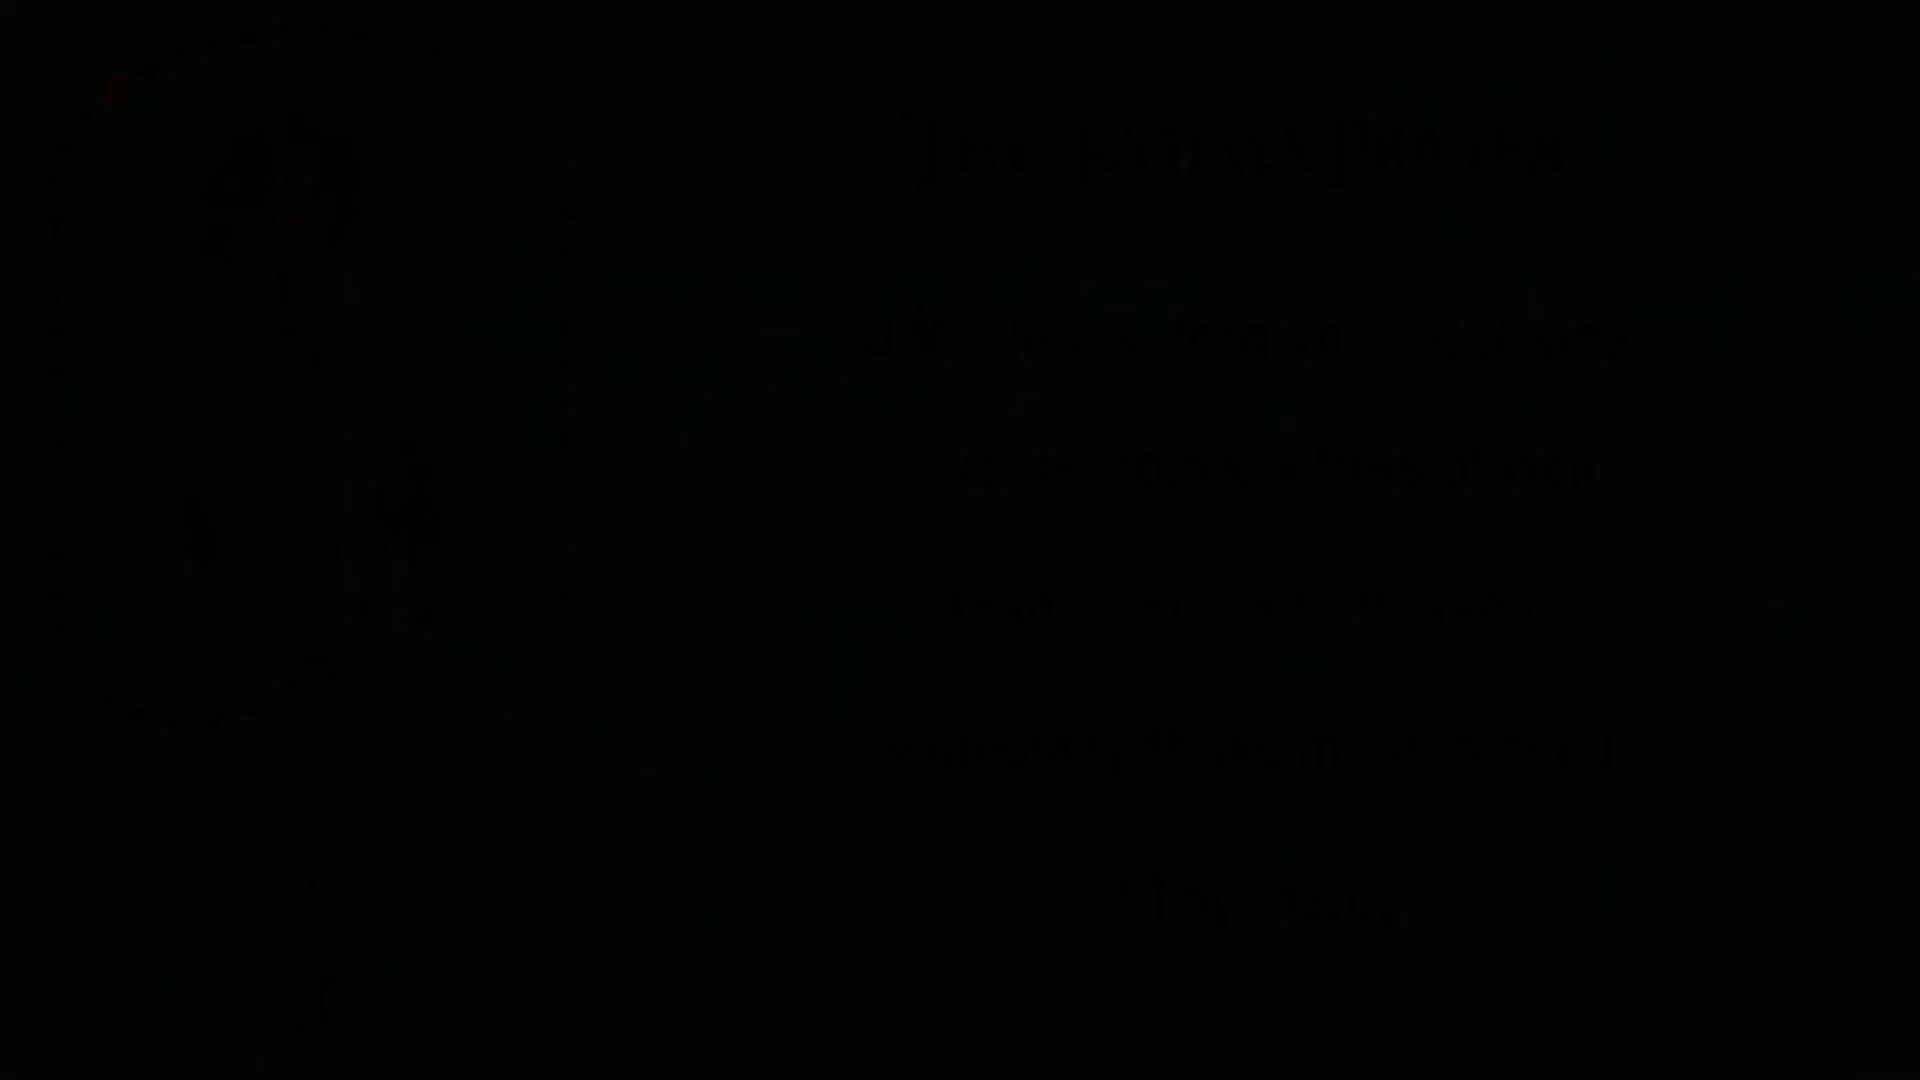 THE FATIMA PRAYER
O My Jesus, forgive us our sins,
save us from the fires of Hell,
lead all souls to Heaven,
especially those most in need
of Thy mercy.